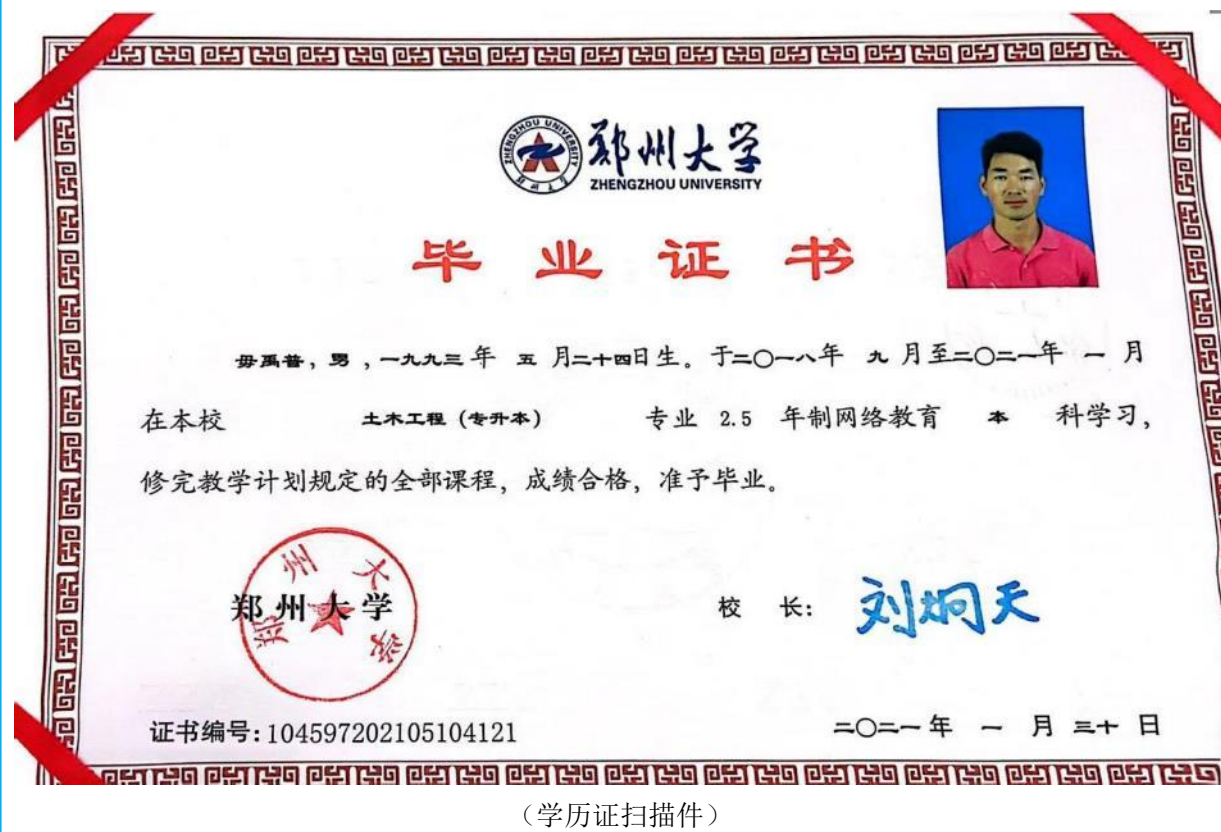 郑州大学
ZHENGZHOU UNIVERSITY
毕业证书
毋禹普，男，一九九三年 五 月二十四日生。于二〇一八年 九 月至二〇二一年 一 月
在本校 土木工程（专升本） 专业 2.5 年制网络教育 本 科学习，
修完教学计划规定的全部课程，成绩合格，准予毕业。
郑州大学
郑州大学
校 长：刘炯天
证书编号：104597202105104121
二〇二一年 一 月 三十 日
（学历证扫描件）